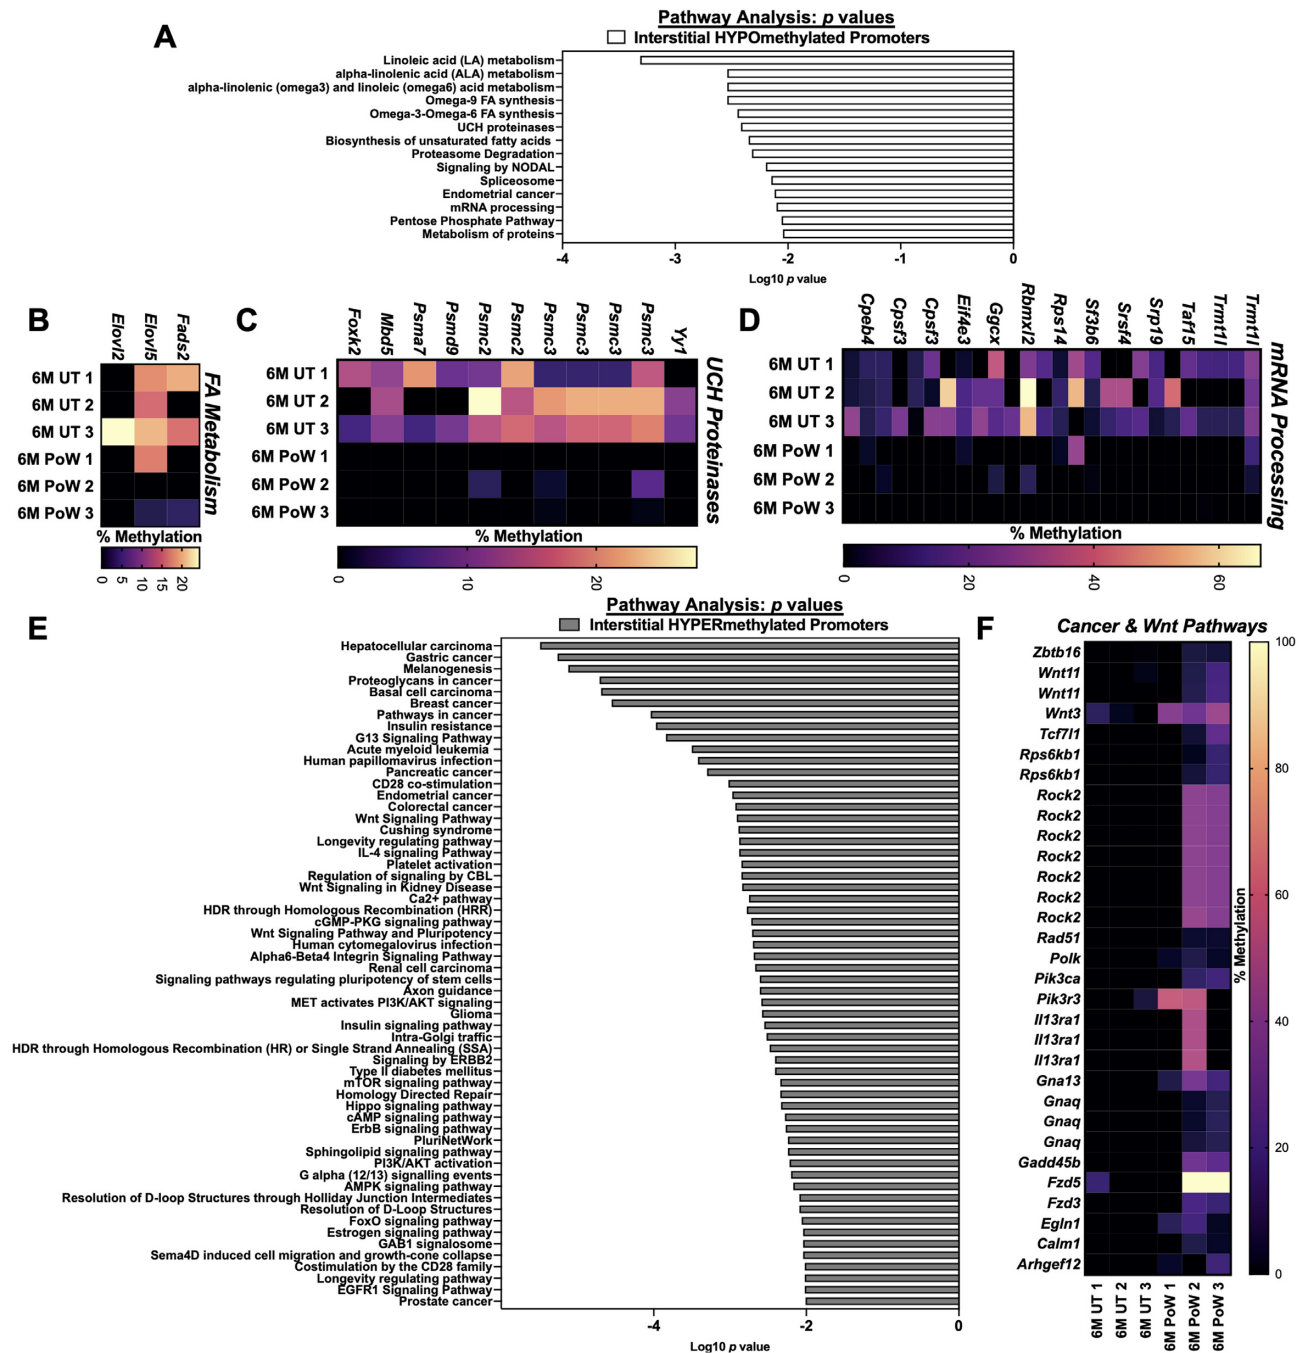 A
Pathway Analysis: p values
Interstitial HYPOmethylated Promoters
Linoleic acid (LA) metabolism
alpha-linolenic acid (ALA) metabolism
alpha-linolenic (omega3) and linoleic (omega6) acid metabolism
Omega-9 FA synthesis
Omega-3-Omega-6 FA synthesis
UCH proteinases
Biosynthesis of unsaturated fatty acids
Proteasome Degradation
Signaling by NODAL
Spliceosome
Endometrial cancer
mRNA processing
Pentose Phosphate Pathway
Metabolism of proteins
-4 -3 -2 -1 0
Log10 p value
B
Elovl2 Elovl5 Fads2
6M UT 1
6M UT 2
6M UT 3
6M PoW 1
6M PoW 2
6M PoW 3
FA Metabolism
% Methylation
0 5 10 15 20
C
Foxk2 Mbd5 Psma7 Psmd9 Psmc2 Psmc2 Psmc3 Psmc3 Psmc3 Psmc3 Yy1
6M UT 1
6M UT 2
6M UT 3
6M PoW 1
6M PoW 2
6M PoW 3
UCH Proteinases
% Methylation
0 10 20
D
Cpeb4 Cpsf3 Cpsf3 Eif4e3 Ggcx Rbmxl2 Rps14 Sf3b6 Srsf4 Srp19 Taf15 Trmt1l Trmt1l
6M UT 1
6M UT 2
6M UT 3
6M PoW 1
6M PoW 2
6M PoW 3
mRNA Processing
% Methylation
0 20 40 60
E
Pathway Analysis: p values
Interstitial HYPERmethylated Promoters
Hepatocellular carcinoma
Gastric cancer
Melanogenesis
Proteoglycans in cancer
Basal cell carcinoma
Breast cancer
Pathways in cancer
Insulin resistance
G13 Signaling Pathway
Acute myeloid leukemia
Human papillomavirus infection
Pancreatic cancer
CD28 co-stimulation
Endometrial cancer
Colorectal cancer
Wnt Signaling Pathway
Cushing syndrome
Longevity regulating pathway
IL-4 signaling Pathway
Platelet activation
Regulation of signaling by CBL
Wnt Signaling in Kidney Disease
Ca2+ pathway
HDR through Homologous Recombination (HRR)
cGMP-PKG signaling pathway
Wnt Signaling Pathway and Pluripotency
Human cytomegalovirus infection
Alpha6-Beta4 Integrin Signaling Pathway
Renal cell carcinoma
Signaling pathways regulating pluripotency of stem cells
Axon guidance
MET activates PI3K/AKT signaling
Glioma
Insulin signaling pathway
Intra-Golgi traffic
HDR through Homologous Recombination (HR) or Single Strand Annealing (SSA)
Signaling by ERBB2
Type II diabetes mellitus
mTOR signaling pathway
Homology Directed Repair
Hippo signaling pathway
cAMP signaling pathway
ErbB signaling pathway
PluriNetWork
Sphingolipid signaling pathway
PI3K/AKT activation
G alpha (12/13) signalling events
AMPK signaling pathway
Resolution of D-loop Structures through Holliday Junction Intermediates
Resolution of D-Loop Structures
FoxO signaling pathway
Estrogen signaling pathway
GAB1 signalosome
Sema4D induced cell migration and growth-cone collapse
Costimulation by the CD28 family
Longevity regulating pathway
EGFR1 Signaling Pathway
Prostate cancer
-4 -2 0
Log10 p value
F
Cancer & Wnt Pathways
Zbtb16
Wnt11
Wnt11
Wnt3
Tcf7l1
Rps6kb1
Rps6kb1
Rock2
Rock2
Rock2
Rock2
Rock2
Rock2
Rock2
Rad51
Polk
Pik3ca
Pik3r3
Il13ra1
Il13ra1
Il13ra1
Gna13
Gnaq
Gnaq
Gnaq
Gadd45b
Fzd5
Fzd3
Egln1
Calm1
Arhgef12
6M UT 1 6M UT 2 6M UT 3 6M PoW 1 6M PoW 2 6M PoW 3
% Methylation
100
80
60
40
20
0